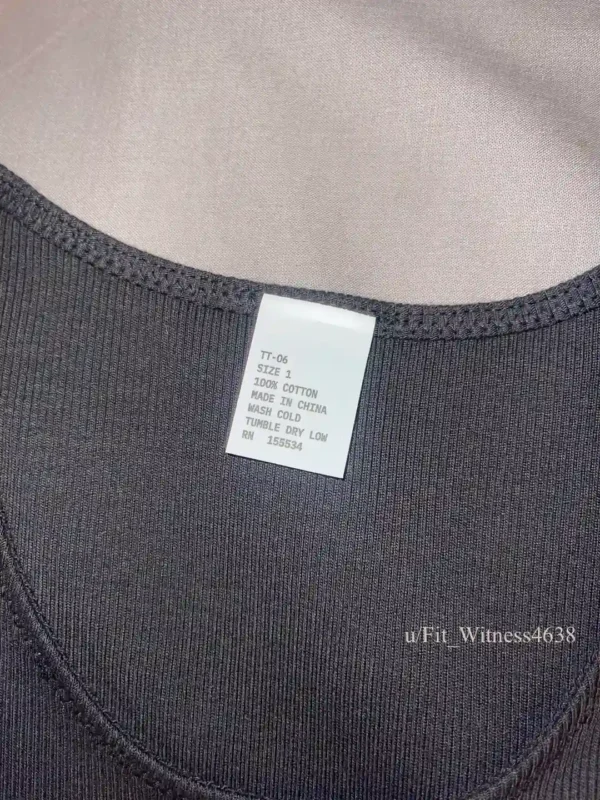 TT-06
SIZE 1
100% COTTON
MADE IN CHINA
WASH COLD
TUMBLE DRY LOW
RN 155534
u/Fit_Witness4638